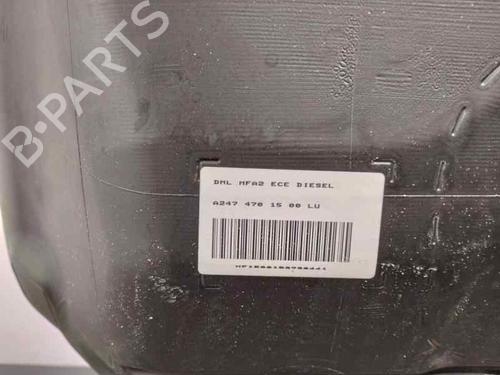 B-PARTS
DML MFA2 ECE DIESEL
A247 470 15 00 LU